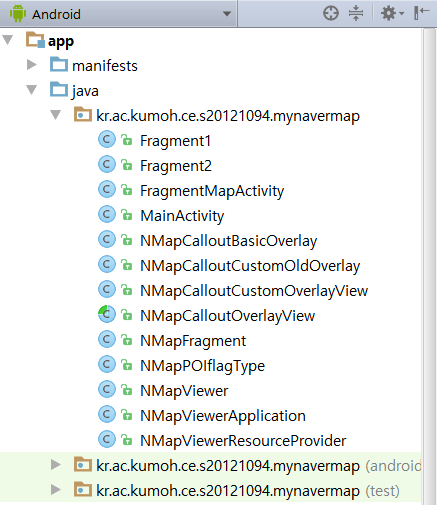 Android
app
manifests
java
kr.ac.kumoh.ce.s20121094.mynavermap
C Fragment1
C Fragment2
C FragmentMapActivity
C MainActivity
C NMapCalloutBasicOverlay
C NMapCalloutCustomOldOverlay
C NMapCalloutCustomOverlayView
C NMapCalloutOverlayView
C NMapFragment
C NMapPOIflagType
C NMapViewer
C NMapViewerApplication
C NMapViewerResourceProvider
kr.ac.kumoh.ce.s20121094.mynavermap (android
kr.ac.kumoh.ce.s20121094.mynavermap (test)